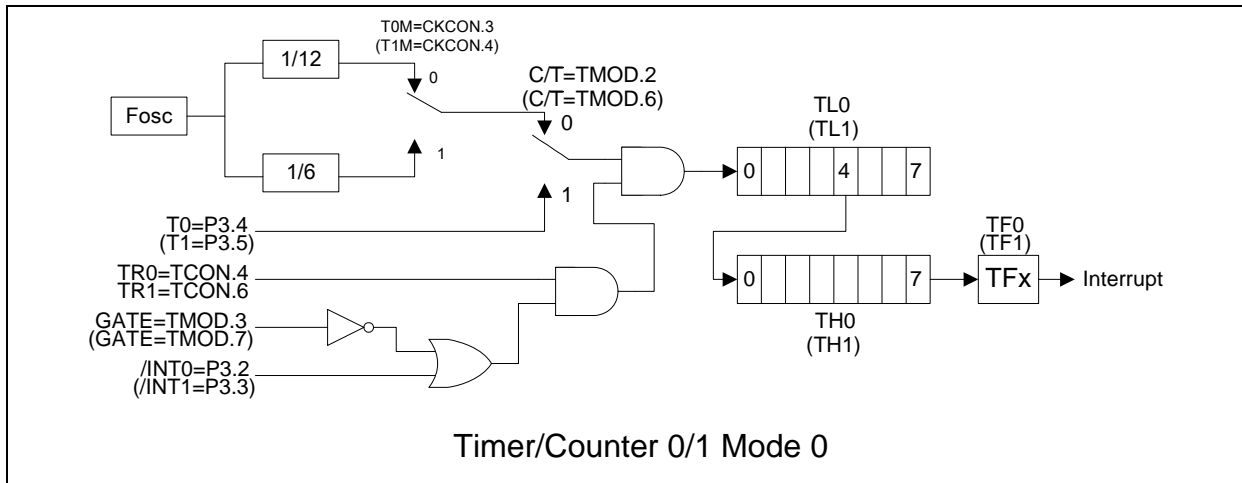 T0M=CKCON.3
(T1M=CKCON.4)
1/12
0
C/T=TMOD.2
(C/T=TMOD.6)
Fosc
0
TL0
(TL1)
1
1/6
0 4 7
1
T0=P3.4
(T1=P3.5)
TF0
(TF1)
TR0=TCON.4
TR1=TCON.6
0 7
TFx
Interrupt
GATE=TMOD.3
(GATE=TMOD.7)
TH0
(TH1)
/INT0=P3.2
(/INT1=P3.3)
Timer/Counter 0/1 Mode 0